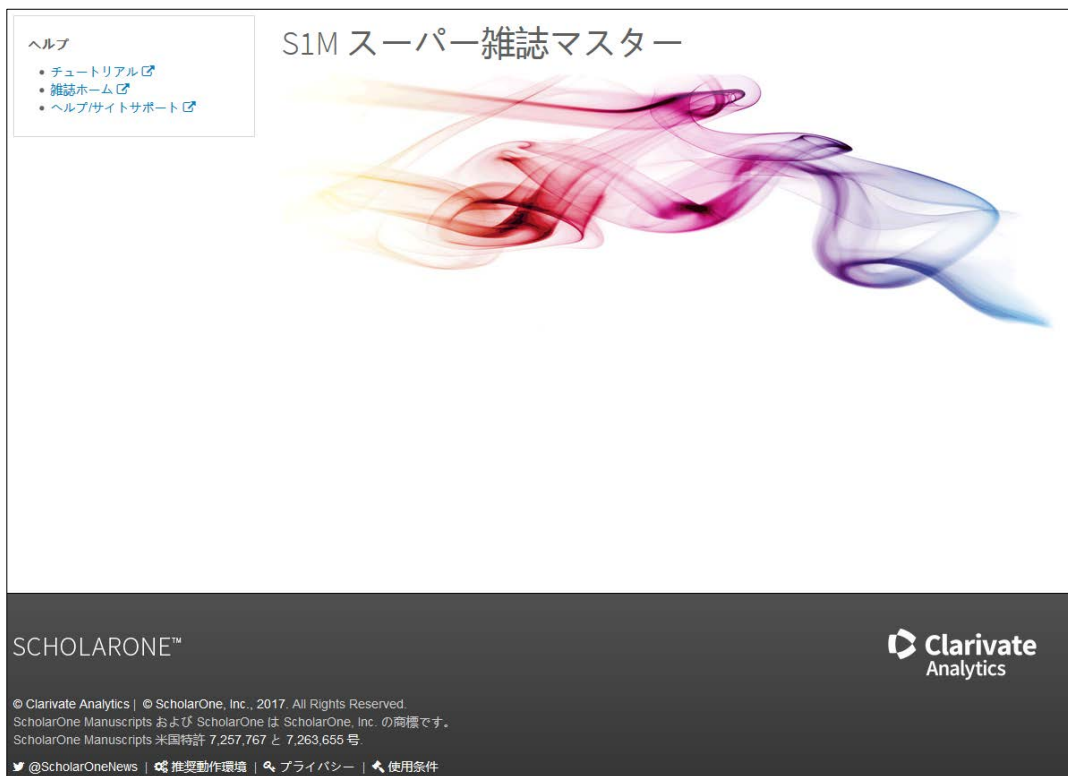 ヘルプ
チュートリアル
雑誌ホーム
ヘルプ/サイトサポート
S1M スーパー雑誌マスター
SCHOLARONE™
Clarivate
Analytics
© Clarivate Analytics | © ScholarOne, Inc., 2017. All Rights Reserved.
ScholarOne Manuscripts および ScholarOne は ScholarOne, Inc. の商標です。
ScholarOne Manuscripts 米国特許 7,257,767 と 7,263,655 号.
@ScholarOneNews | 推奨動作環境 | プライバシー | 使用条件